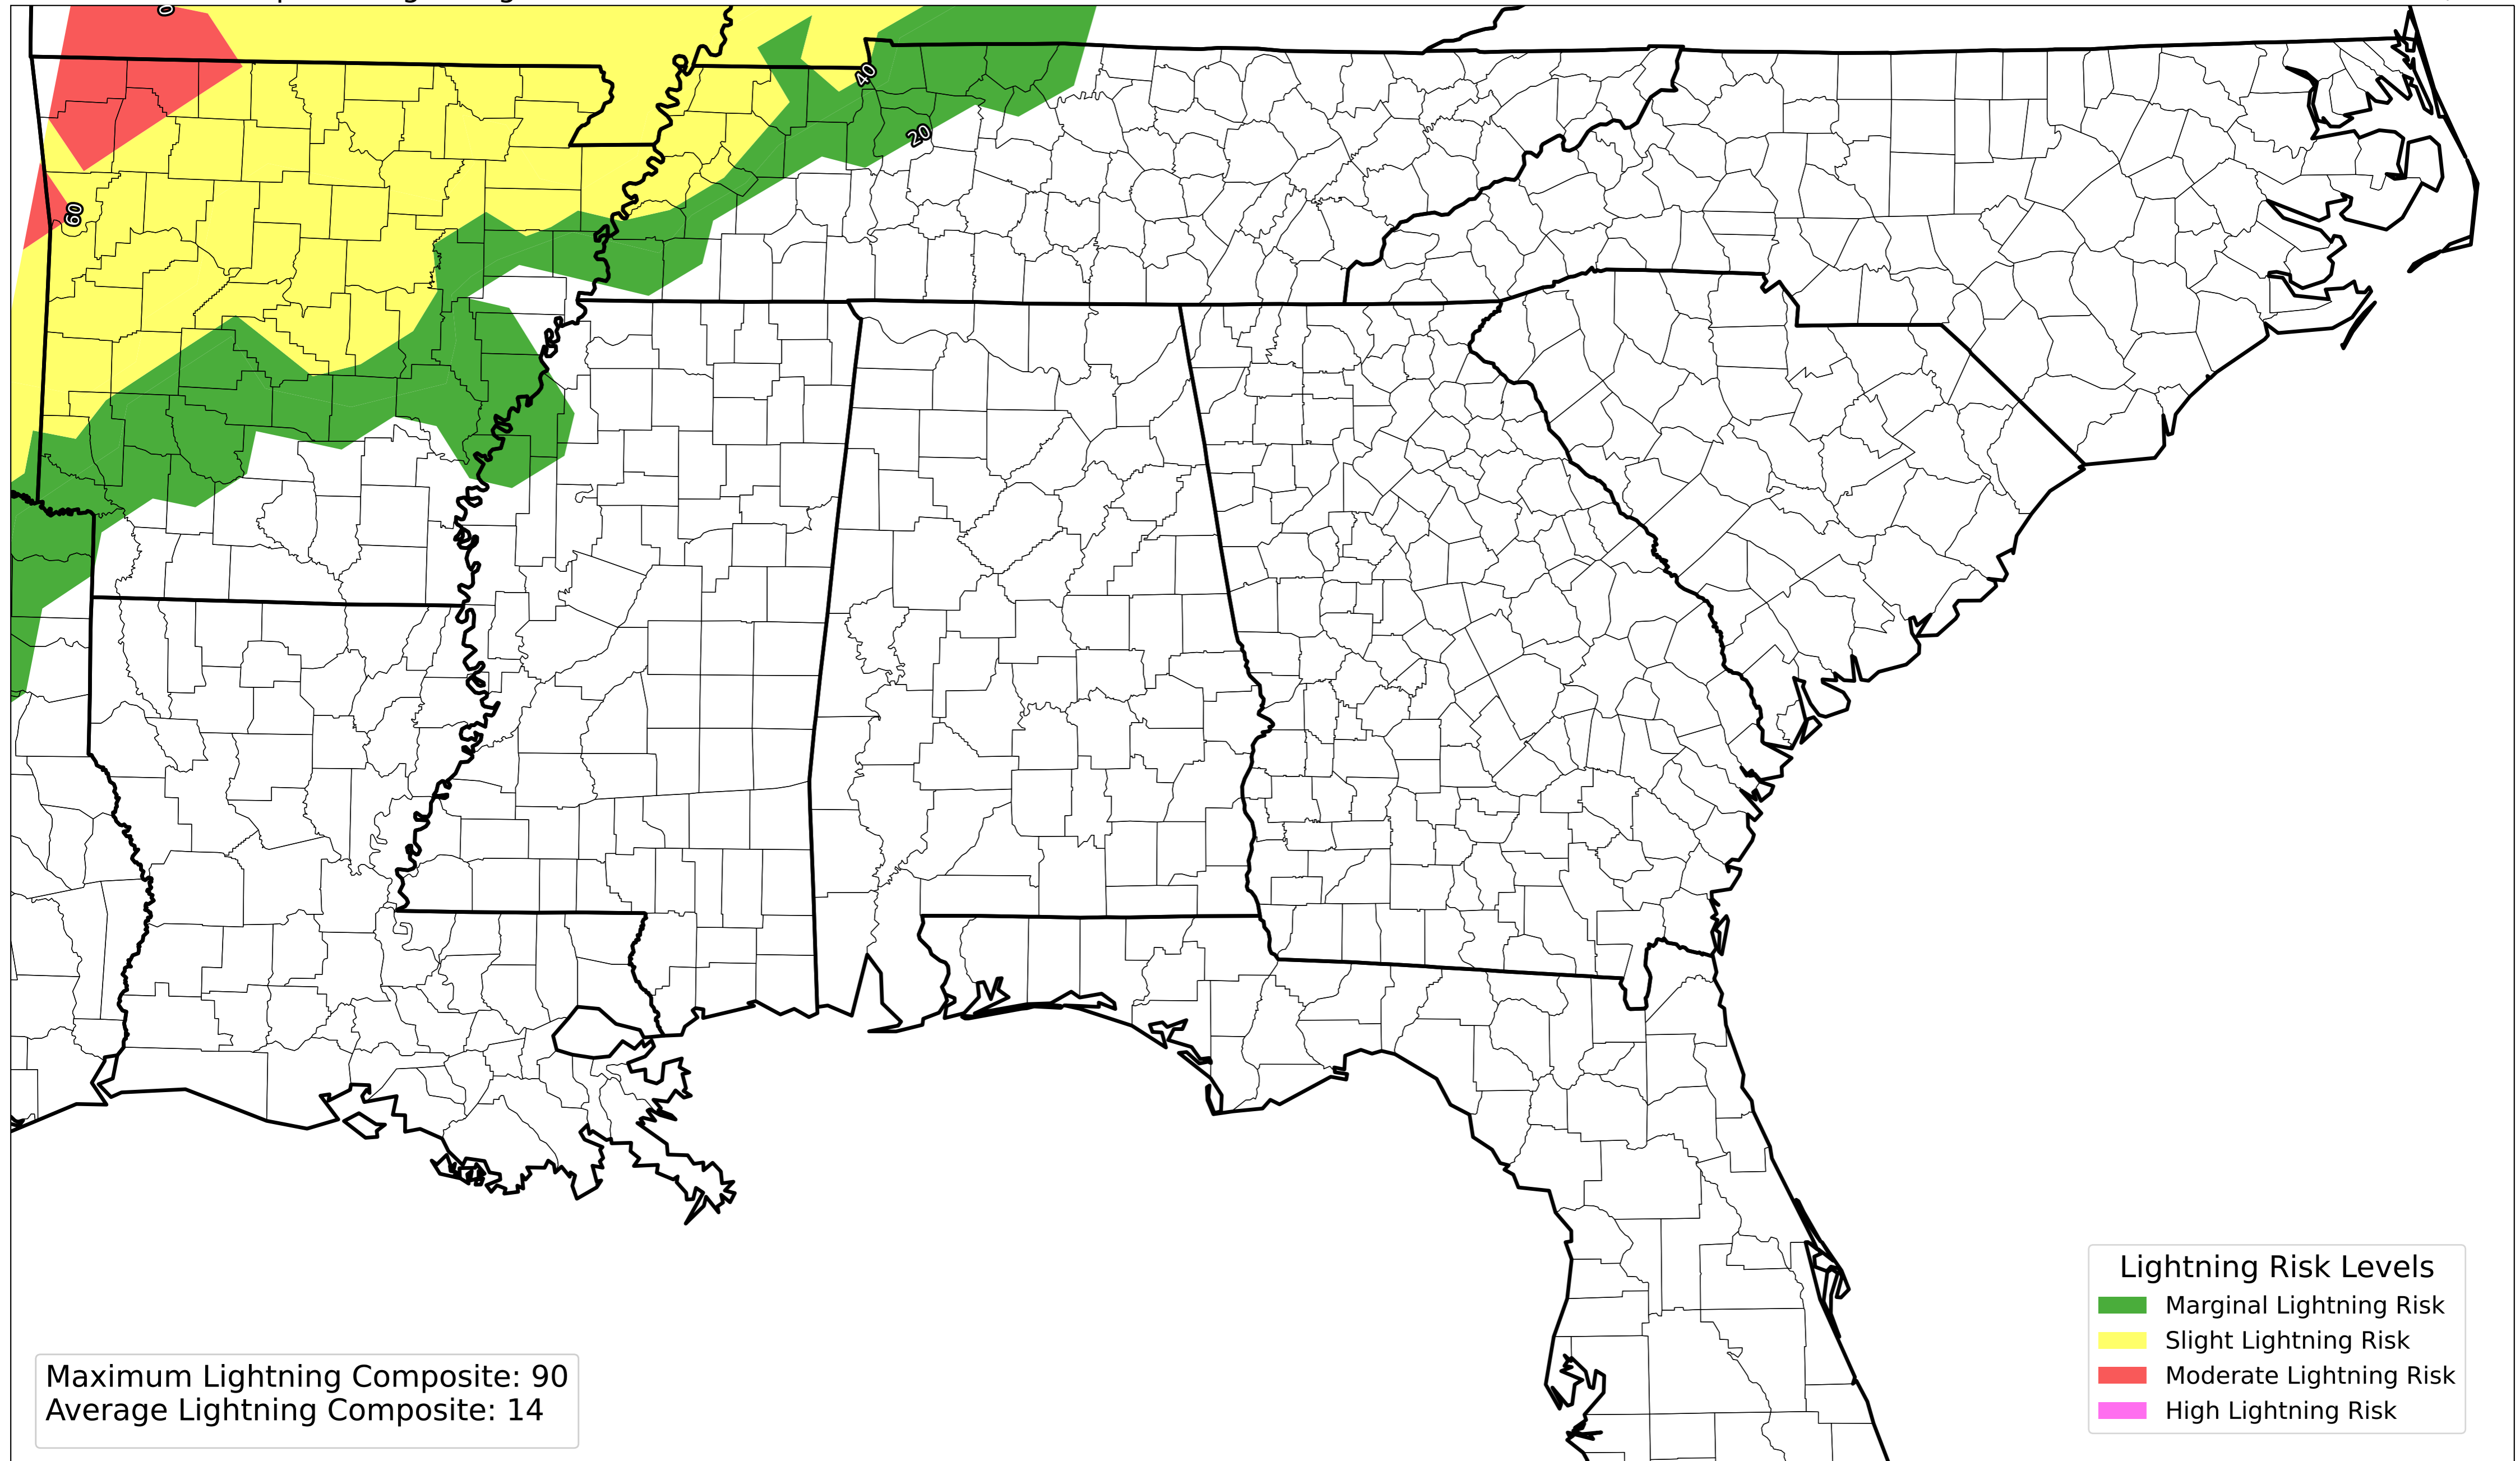 40
20
60
Lightning Risk Levels
Marginal Lightning Risk
Slight Lightning Risk
Moderate Lightning Risk
High Lightning Risk
Maximum Lightning Composite: 90
Average Lightning Composite: 14